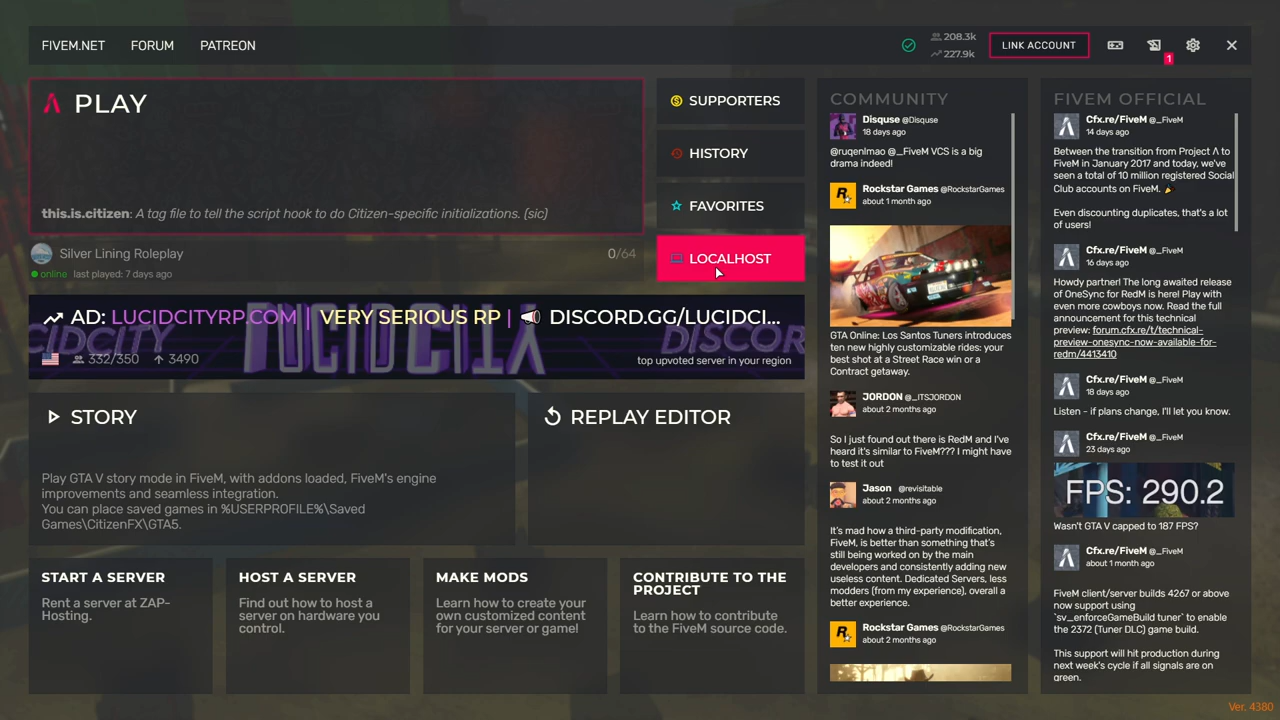 FIVEM.NET
FORUM
PATREON
208.3k
227.9k
LINK ACCOUNT
1
PLAY
this.is.citizen: A tag file to tell the script hook to do Citizen-specific initializations. (sic)
Silver Lining Roleplay
0/64
online last played: 7 days ago
SUPPORTERS
HISTORY
FAVORITES
LOCALHOST
AD: LUCIDCITYRP.COM | VERY SERIOUS RP | DISCORD.GG/LUCIDCI...
332/350 3490
top upvoted server in your region
STORY
Play GTA V story mode in FiveM, with addons loaded, FiveM's engine
improvements and seamless integration.
You can place saved games in %USERPROFILE%\Saved
Games\CitizenFX\GTA5.
REPLAY EDITOR
START A SERVER
Rent a server at ZAP-
Hosting.
HOST A SERVER
Find out how to host a
server on hardware you
control.
MAKE MODS
Learn how to create your
own customized content
for your server or game!
CONTRIBUTE TO THE
PROJECT
Learn how to contribute
to the FiveM source code.
COMMUNITY
Disquse @Disquse
18 days ago
@ruqenlmao @_FiveM VCS is a big
drama indeed!
Rockstar Games @RockstarGames
about 1 month ago
GTA Online: Los Santos Tuners introduces
ten new highly customizable rides; your
best shot at a Street Race win or a
Contract getaway.
JORDON @_ITSJORDON
about 2 months ago
So I just found out there is RedM and I've
heard it's similar to FiveM??? I might have
to test it out
Jason @revisitable
about 2 months ago
It's mad how a third-party modification,
FiveM, is better than something that's
still being worked on by the main
developers and consistently adding new
useless content. Dedicated Servers, less
modders (from my experience), overall a
better experience.
Rockstar Games @RockstarGames
about 2 months ago
FIVEM OFFICIAL
Cfx.re/FiveM @_FiveM
14 days ago
Between the transition from Project Λ to
FiveM in January 2017 and today, we've
seen a total of 10 million registered Social
Club accounts on FiveM. 🎉
Even discounting duplicates, that's a lot
of users!
Cfx.re/FiveM @_FiveM
16 days ago
Howdy partner! The long awaited release
of OneSync for RedM is here! Play with
even more cowboys now. Read the full
announcement for this technical
preview: forum.cfx.re/t/technical-
preview-onesync-now-available-for-
redm/4413410
Cfx.re/FiveM @_FiveM
18 days ago
Listen - if plans change, I'll let you know.
Cfx.re/FiveM @_FiveM
23 days ago
FPS: 290.2
Wasn't GTA V capped to 187 FPS?
Cfx.re/FiveM @_FiveM
about 1 month ago
FiveM client/server builds 4267 or above
now support using
`sv_enforceGameBuild tuner` to enable
the 2372 (Tuner DLC) game build.
This support will hit production during
next week's cycle if all signals are on
green.
Ver. 4380